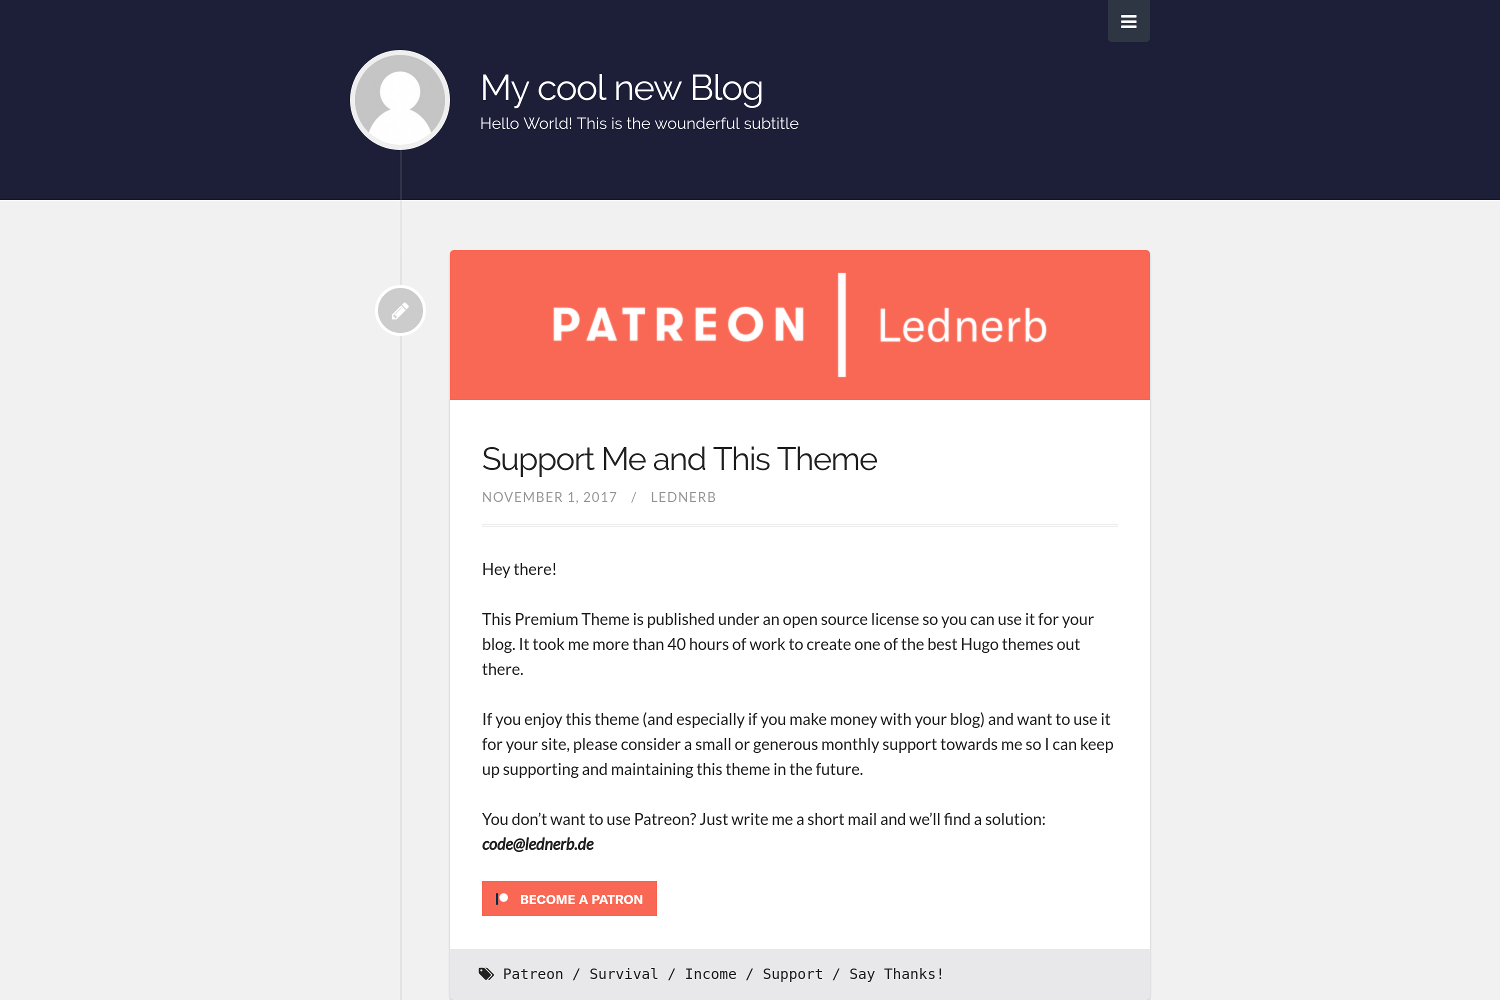 My cool new Blog
Hello World! This is the wounderful subtitle
PATREON | Lednerb
Support Me and This Theme
NOVEMBER 1, 2017 / LEDNERB
Hey there!
This Premium Theme is published under an open source license so you can use it for your
blog. It took me more than 40 hours of work to create one of the best Hugo themes out
there.
If you enjoy this theme (and especially if you make money with your blog) and want to use it
for your site, please consider a small or generous monthly support towards me so I can keep
up supporting and maintaining this theme in the future.
You don’t want to use Patreon? Just write me a short mail and we’ll find a solution:
code@lednerb.de
BECOME A PATRON
Patreon / Survival / Income / Support / Say Thanks!